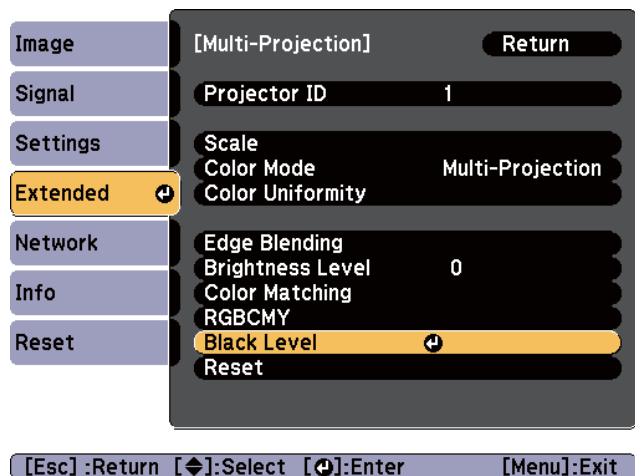 Image
Signal
Settings
Extended
Network
Info
Reset
[Multi-Projection] Return
Projector ID 1
Scale
Color Mode Multi-Projection
Color Uniformity
Edge Blending
Brightness Level 0
Color Matching
RGBCMY
Black Level
Reset
[Esc] :Return [◆]:Select [⏎]:Enter [Menu]:Exit